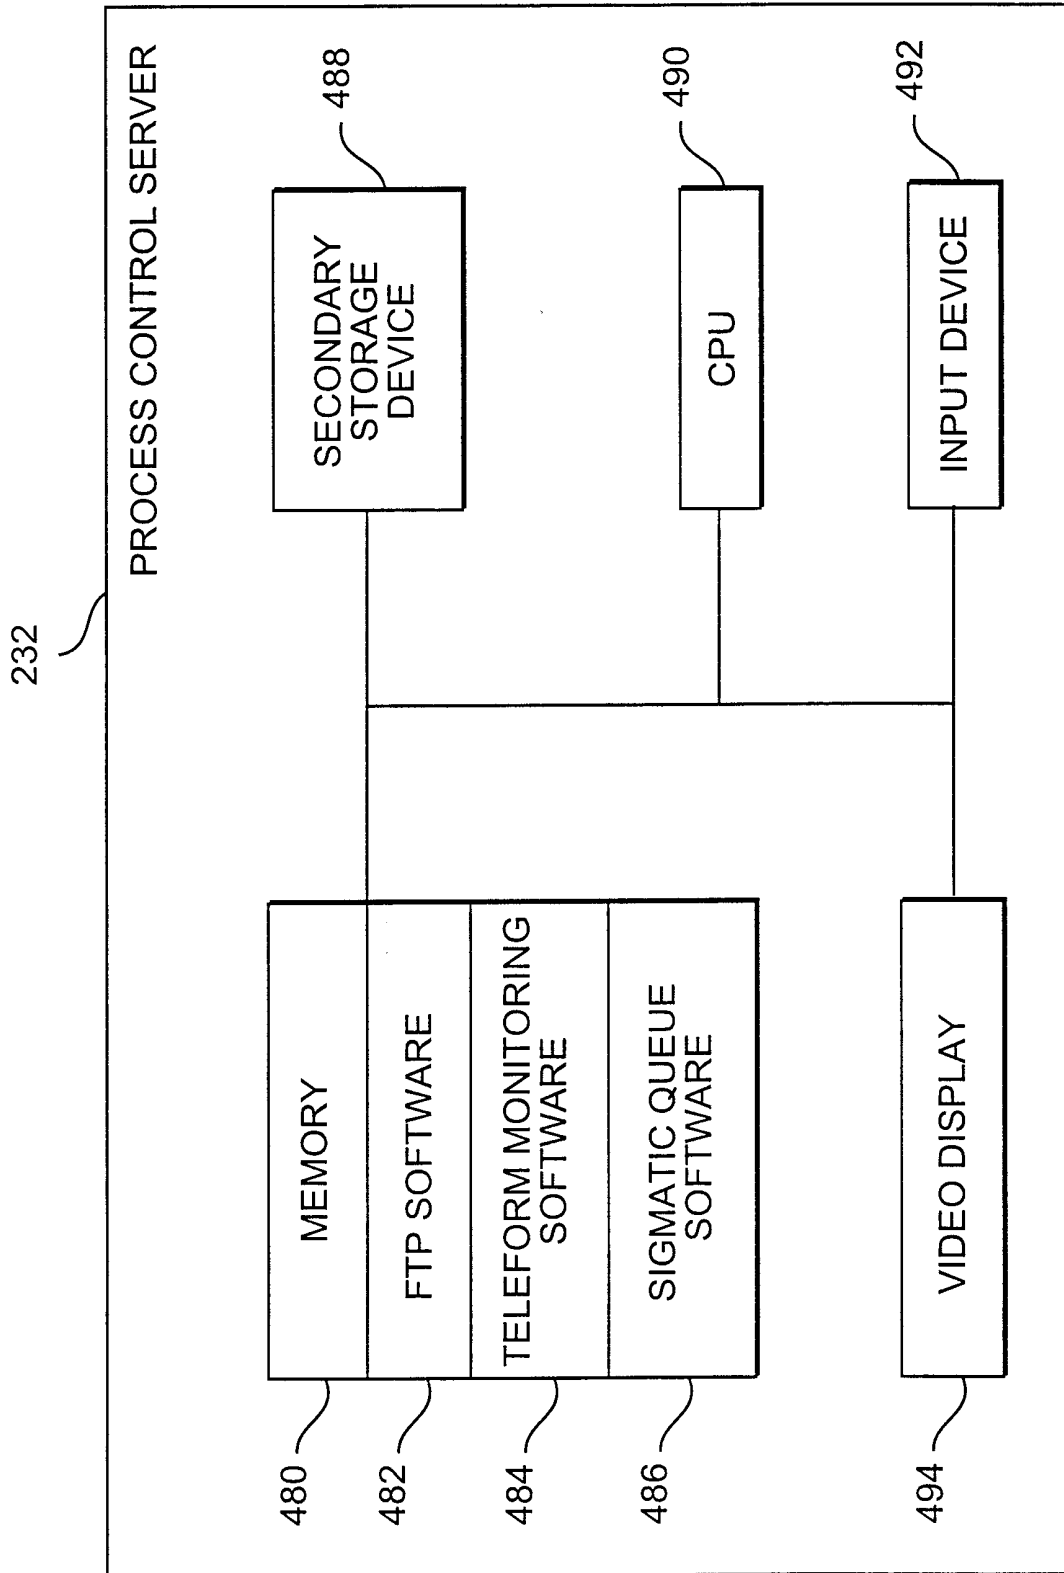 232
PROCESS CONTROL SERVER
480
MEMORY
482
FTP SOFTWARE
484
TELEFORM MONITORING
SOFTWARE
486
SIGMATIC QUEUE
SOFTWARE
494
VIDEO DISPLAY
SECONDARY
STORAGE
DEVICE
488
CPU
490
INPUT DEVICE
492